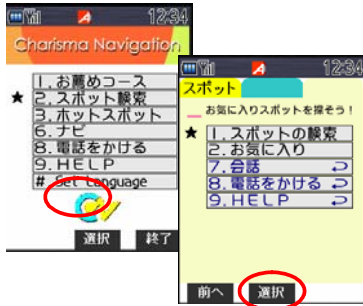 12:34
Charisma Navigation
1.お薦めコース
★ 2.スポット検索
3.ホットスポット
6.ナビ
8.電話をかける
9.HELP
# Set Language
選択 終了
12:34
スポット
お気に入りスポットを探そう!
★ 1.スポットの検索
2.お気に入り
7.会話
8.電話をかける
9.HELP
前へ 選択